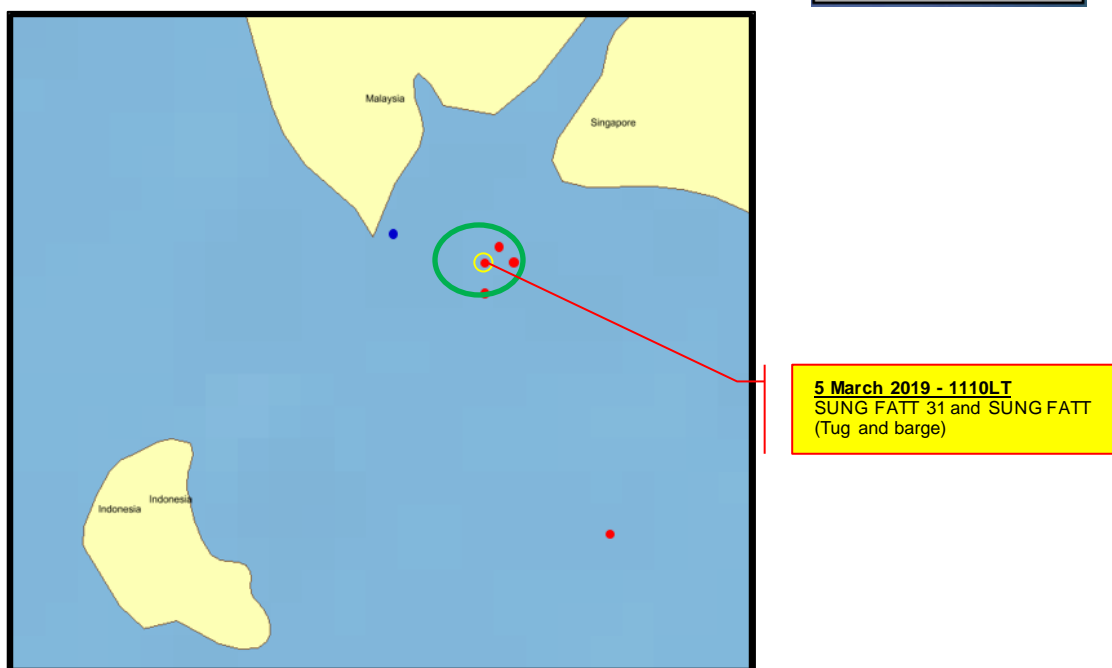 Malaysia
Singapore
5 March 2019 - 1110LT
SUNG FATT 31 and SUNG FATT
(Tug and barge)
Indonesia
Indonesia